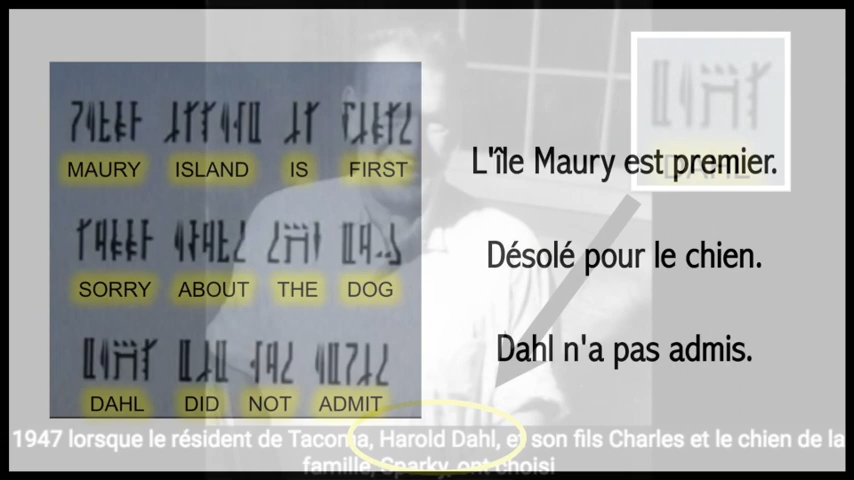 MAURY ISLAND IS FIRST
SORRY ABOUT THE DOG
DAHL DID NOT ADMIT
DAHL
L'île Maury est premier.
Désolé pour le chien.
Dahl n'a pas admis.
1947 lorsque le résident de Tacoma, Harold Dahl, et son fils Charles et le chien de la
famille, Sparky, ont choisi